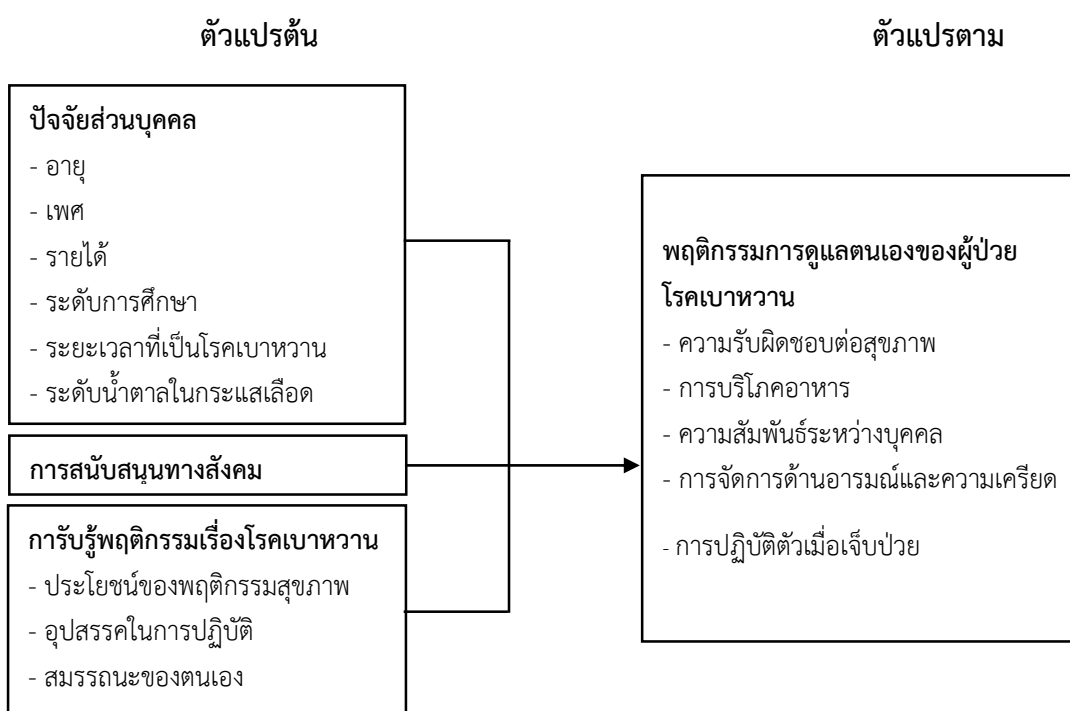 ตัวแปรต้น
ตัวแปรตาม
ปัจจัยส่วนบุคคล
- อายุ
- เพศ
- รายได้
- ระดับการศึกษา
- ระยะเวลาที่เป็นโรคเบาหวาน
- ระดับน้ำตาลในกระแสเลือด
การสนับสนุนทางสังคม
การับรู้พฤติกรรมเรื่องโรคเบาหวาน
- ประโยชน์ของพฤติกรรมสุขภาพ
- อุปสรรคในการปฏิบัติ
- สมรรถนะของตนเอง
พฤติกรรมการดูแลตนเองของผู้ป่วย
โรคเบาหวาน
- ความรับผิดชอบต่อสุขภาพ
- การบริโภคอาหาร
- ความสัมพันธ์ระหว่างบุคคล
- การจัดการด้านอารมณ์และความเครียด
- การปฏิบัติตัวเมื่อเจ็บป่วย